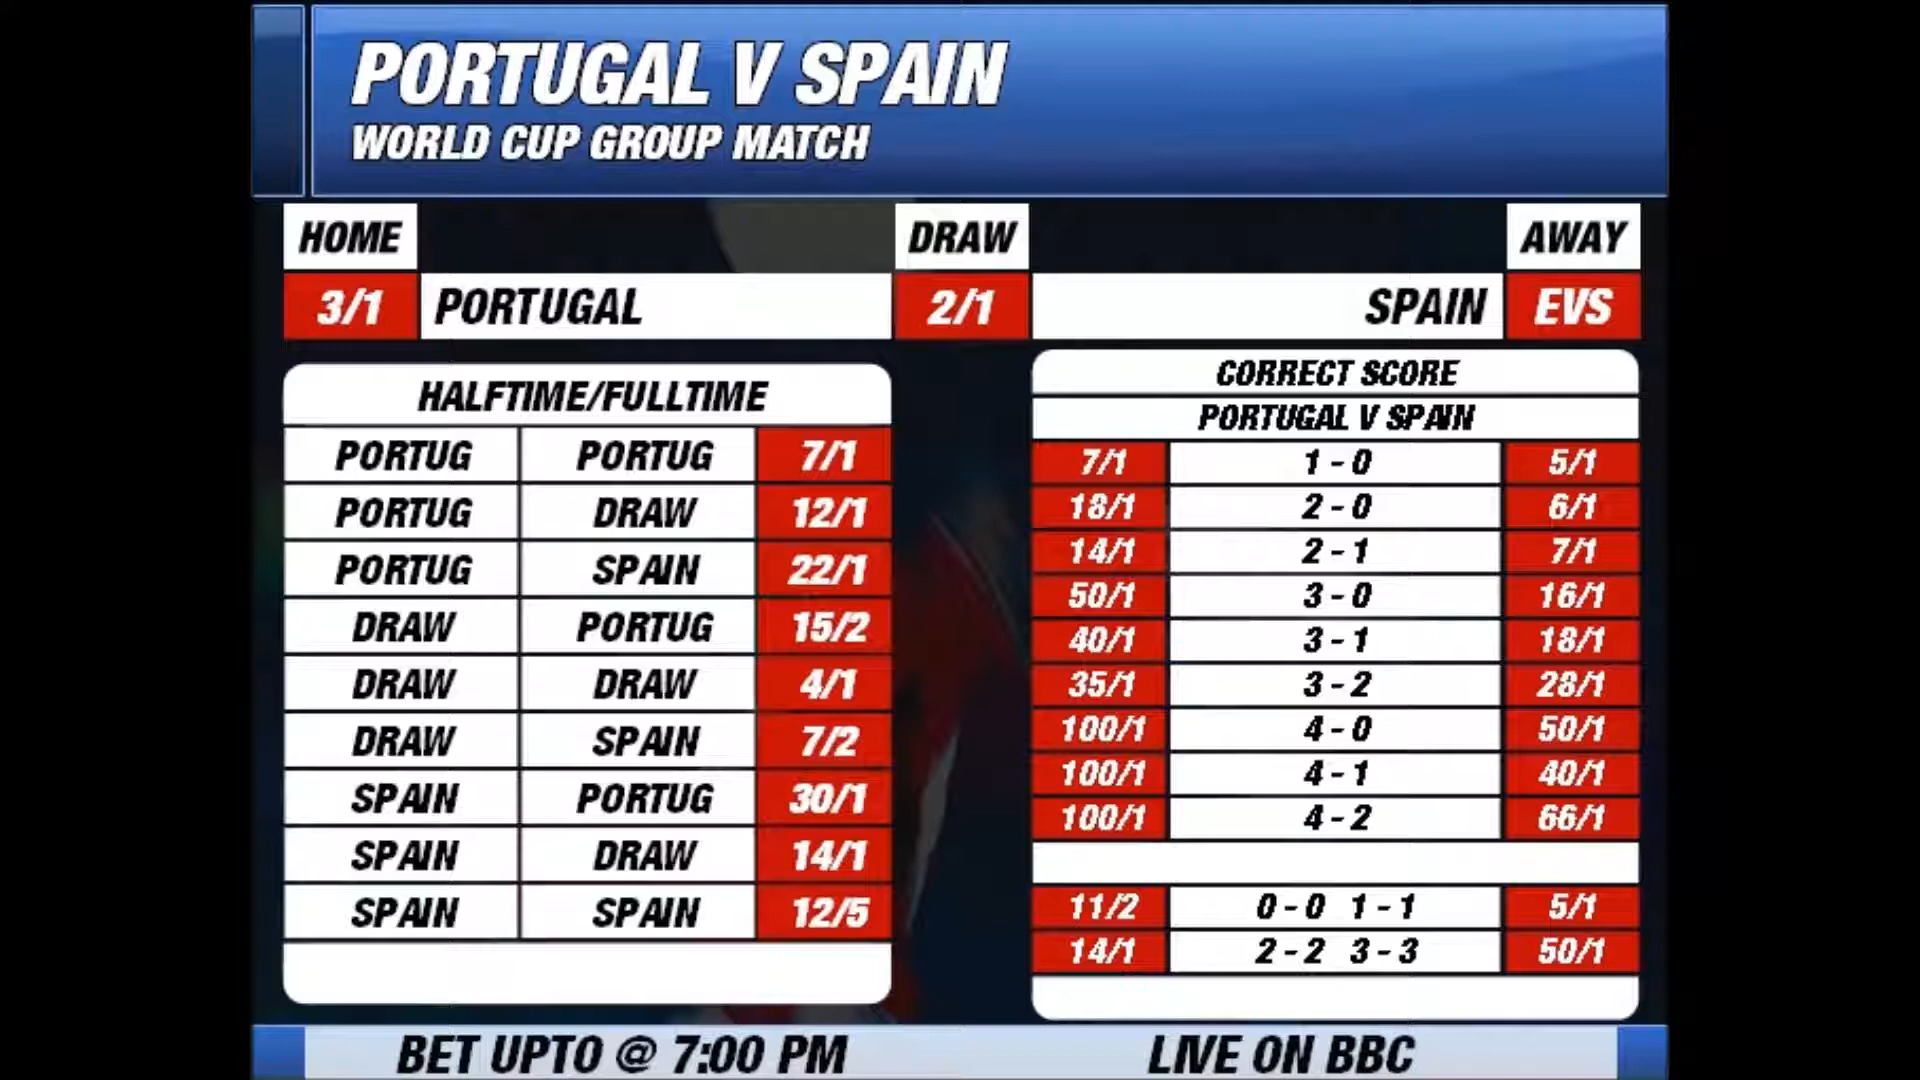 PORTUGAL V SPAIN
WORLD CUP GROUP MATCH
HOME DRAW AWAY
3/1 PORTUGAL 2/1 SPAIN EVS
HALFTIME/FULLTIME
PORTUG PORTUG 7/1
PORTUG DRAW 12/1
PORTUG SPAIN 22/1
DRAW PORTUG 15/2
DRAW DRAW 4/1
DRAW SPAIN 7/2
SPAIN PORTUG 30/1
SPAIN DRAW 14/1
SPAIN SPAIN 12/5
CORRECT SCORE
PORTUGAL V SPAIN
7/1 1 - 0 5/1
18/1 2 - 0 6/1
14/1 2 - 1 7/1
50/1 3 - 0 16/1
40/1 3 - 1 18/1
35/1 3 - 2 28/1
100/1 4 - 0 50/1
100/1 4 - 1 40/1
100/1 4 - 2 66/1
11/2 0 - 0 1 - 1 5/1
14/1 2 - 2 3 - 3 50/1
BET UPTO @ 7:00 PM LIVE ON BBC